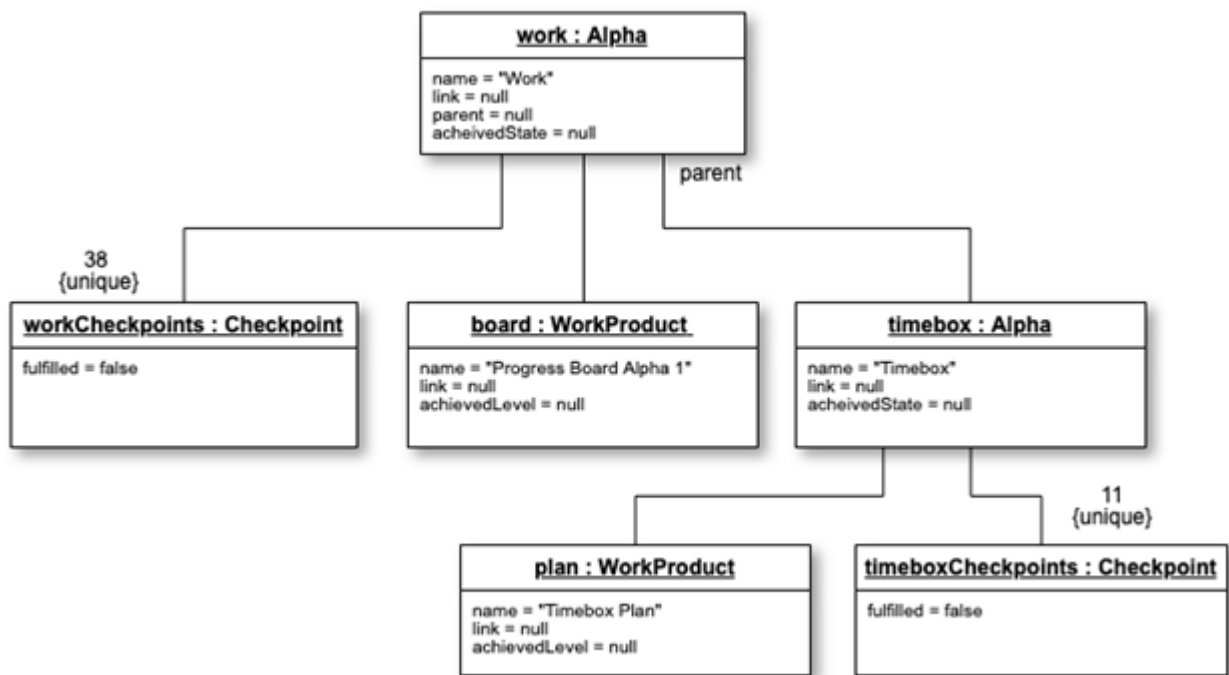 work : Alpha
name = "Work"
link = null
parent = null
acheivedState = null
parent
38
{unique}
workCheckpoints : Checkpoint
fulfilled = false
board : WorkProduct
name = "Progress Board Alpha 1"
link = null
achievedLevel = null
timebox : Alpha
name = "Timebox"
link = null
acheivedState = null
11
{unique}
plan : WorkProduct
name = "Timebox Plan"
link = null
achievedLevel = null
timeboxCheckpoints : Checkpoint
fulfilled = false